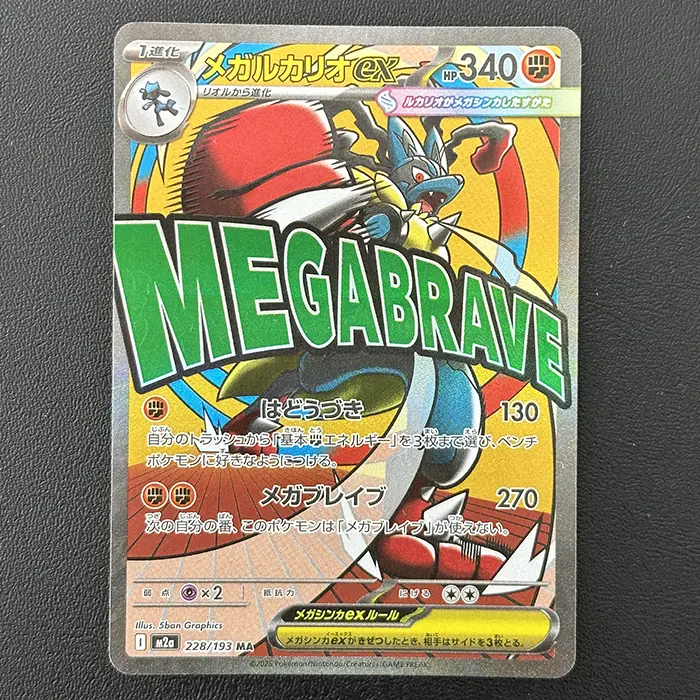 1進化
メガルカリオex
HP340
リオルから進化
ルカリオがメガシンカしたすがた
MEGABRAVE
はどうづき 130
自分のトラッシュから「基本エネルギー」を3枚まで選び、ベンチ
ポケモンに好きなようにつける。
メガブレイブ 270
次の自分の番、このポケモンは「メガブレイブ」が使えない。
弱点 ×2 抵抗力 にげる
メガシンカexルール
メガシンカexがきぜつしたとき、相手はサイドを3枚とる。
Illus. 5ban Graphics
I m2a 228/193 MA
©2025 Pokémon/Nintendo/Creatures/GAME FREAK.